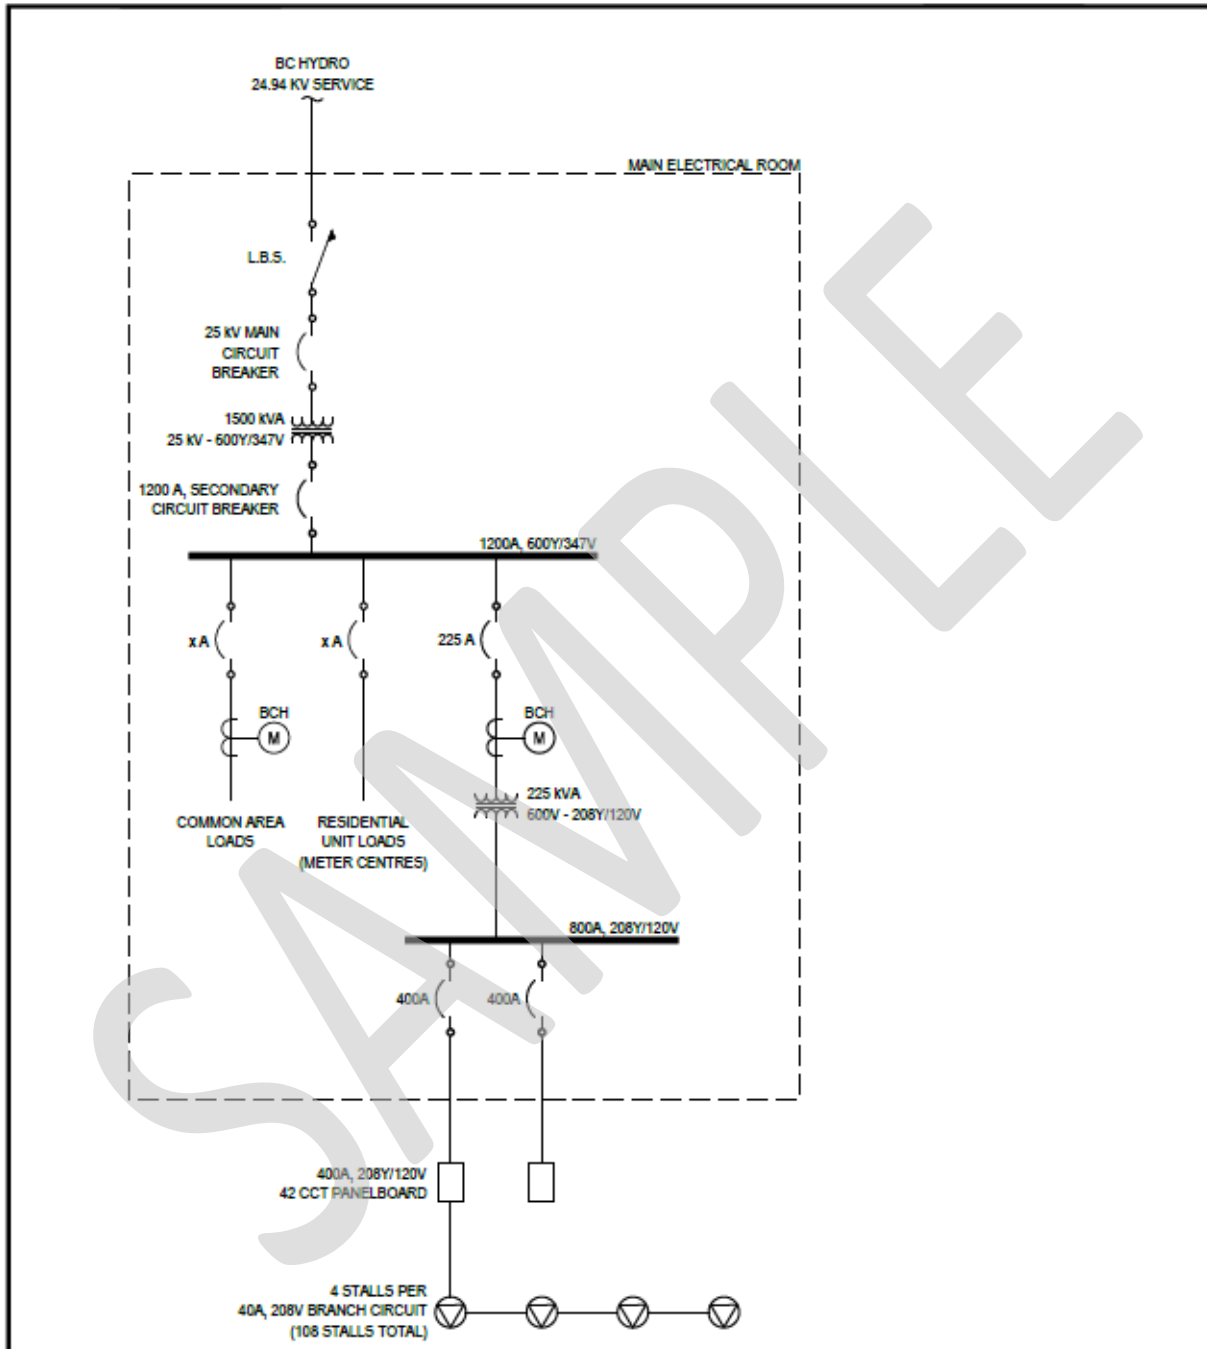 BC HYDRO
24.94 KV SERVICE
MAIN ELECTRICAL ROOM
L.B.S.
25 kV MAIN
CIRCUIT
BREAKER
1500 kVA
25 kV - 600Y/347V
1200 A, SECONDARY
CIRCUIT BREAKER
1200A, 600Y/347V
x A
x A
225 A
BCH
M
BCH
M
225 kVA
600V - 208Y/120V
COMMON AREA
LOADS
RESIDENTIAL
UNIT LOADS
(METER CENTRES)
800A, 208Y/120V
400A
400A
400A, 208Y/120V
42 CCT PANELBOARD
4 STALLS PER
40A, 208V BRANCH CIRCUIT
(108 STALLS TOTAL)
SAMPLE